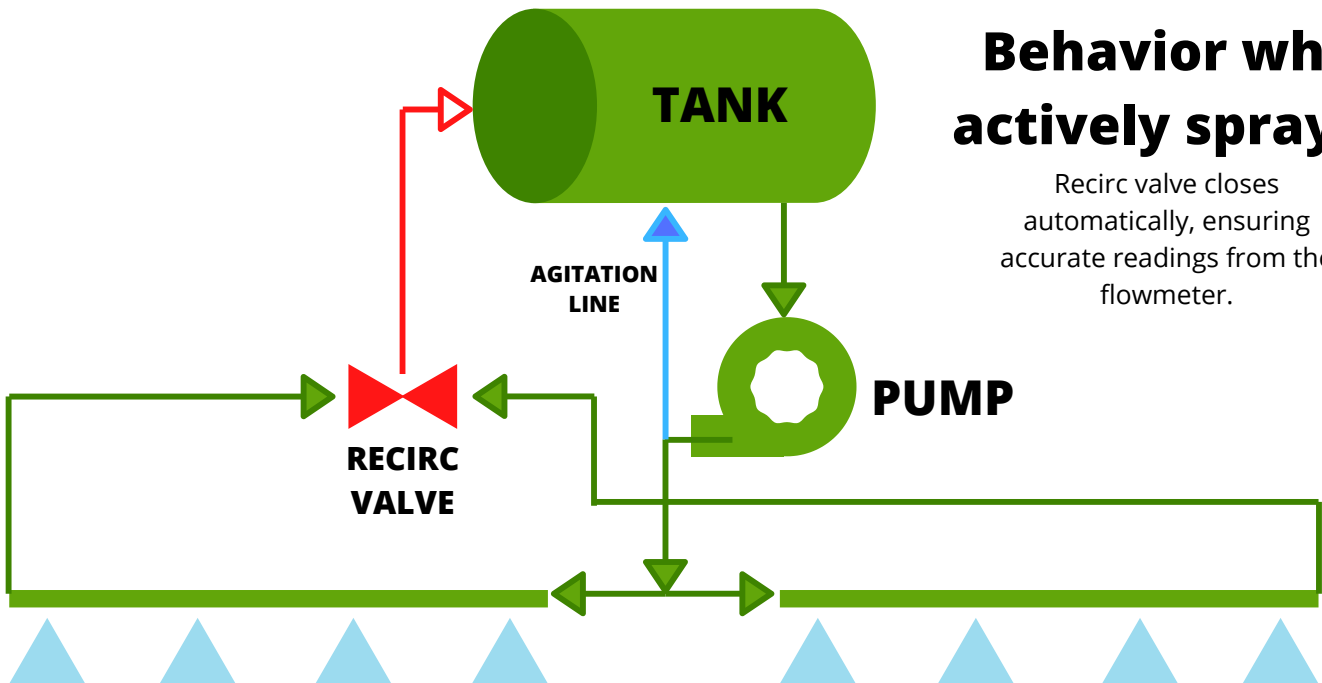 TANK
Behavior wh
actively spray
Recirc valve closes
automatically, ensuring
accurate readings from the
flowmeter.
AGITATION
LINE
PUMP
RECIRC
VALVE